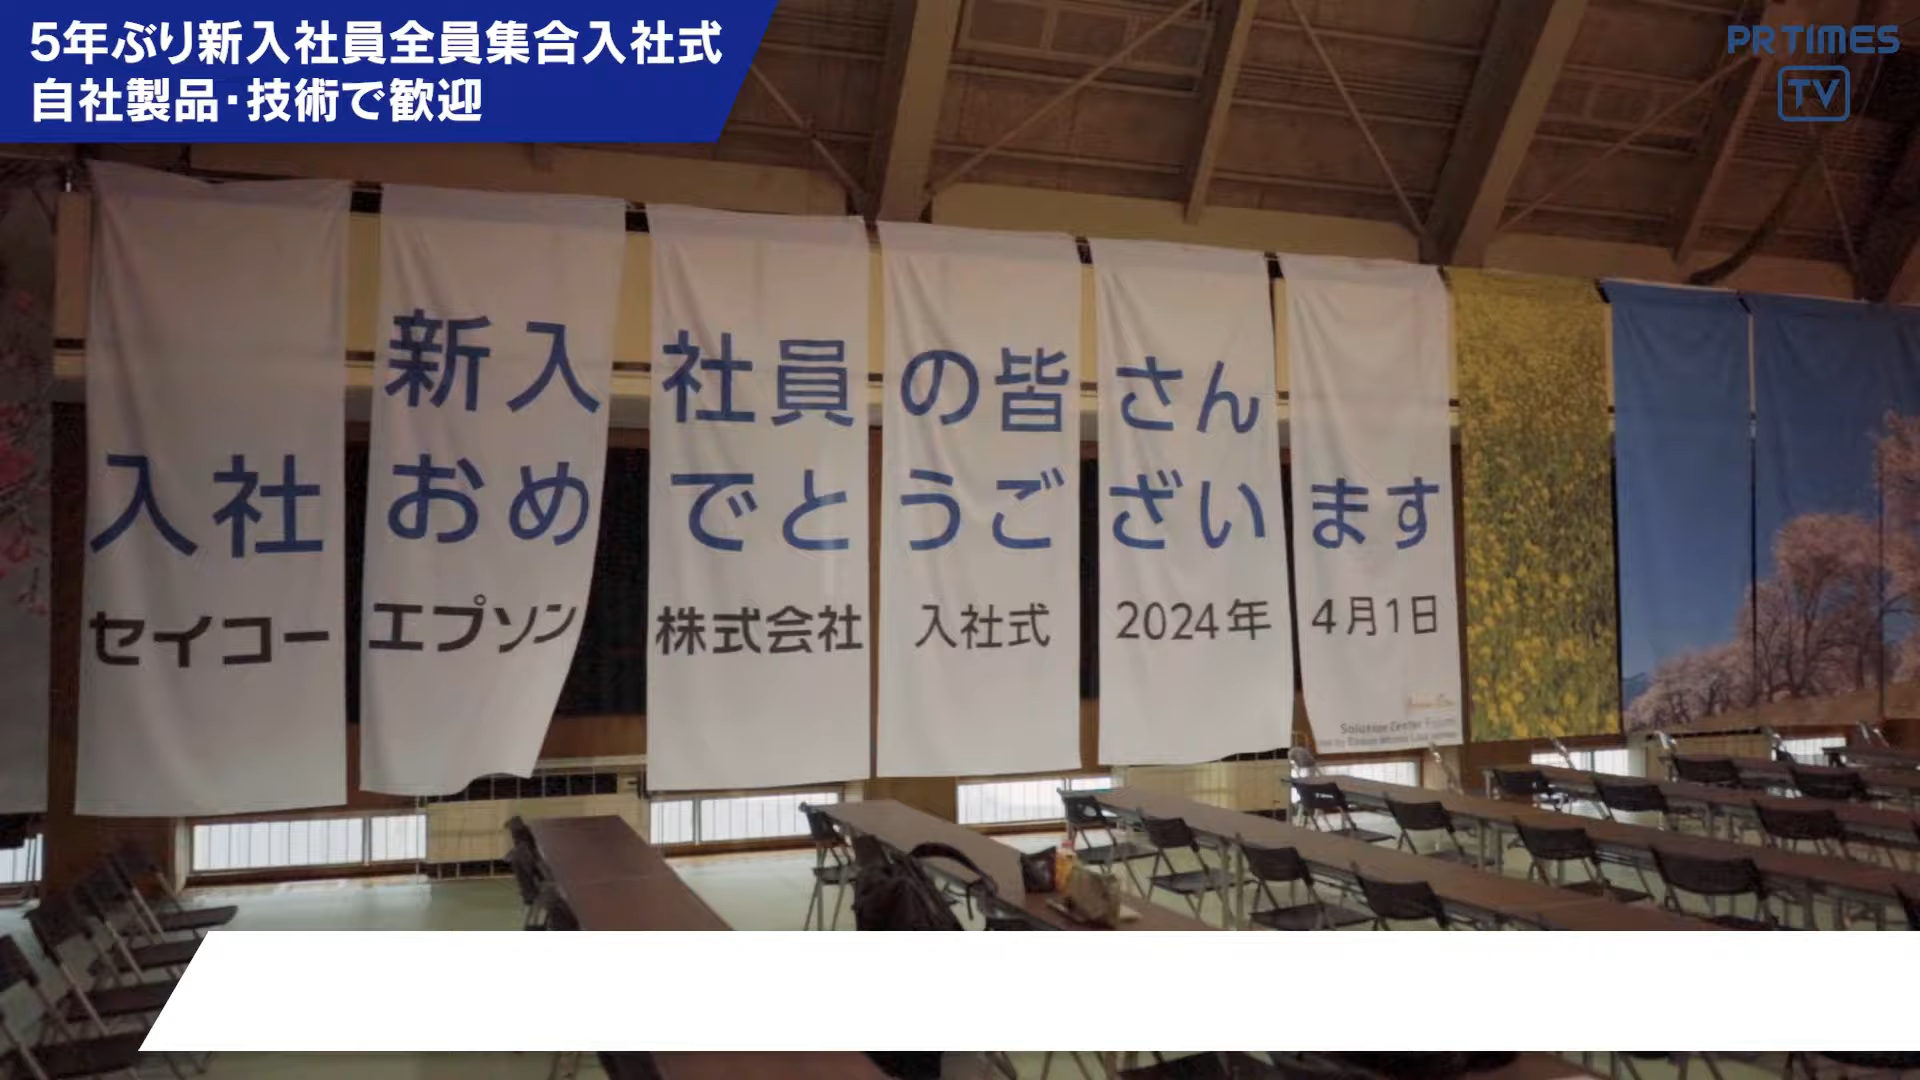 5年ぶり新入社員全員集合入社式
自社製品・技術で歓迎
PR TIMES
TV
新入社員の皆さん
入社おめでとうございます
セイコーエプソン株式会社 入社式 2024年4月1日
Solution Center Fujimi